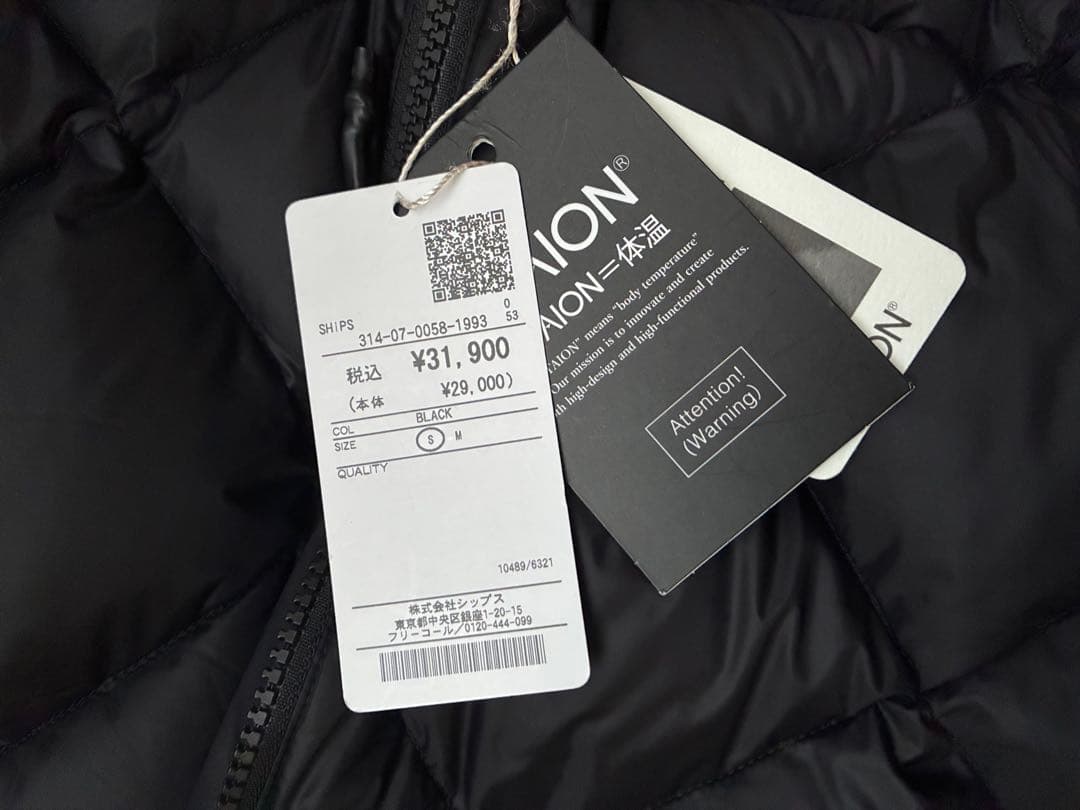 SHIPS
314-07-0058-1993
0
53
税込 ¥31,900
(本体 ¥29,000)
COL BLACK
SIZE S M
QUALITY
10489/6321
株式会社シップス
東京都中央区銀座1-20-15
フリーコール/0120-444-099
AION®
AION=体温
"TAION" means "body temperature"
Our mission is to innovate and create
high-design and high-functional products.
Attention!
(Warning)
ON®